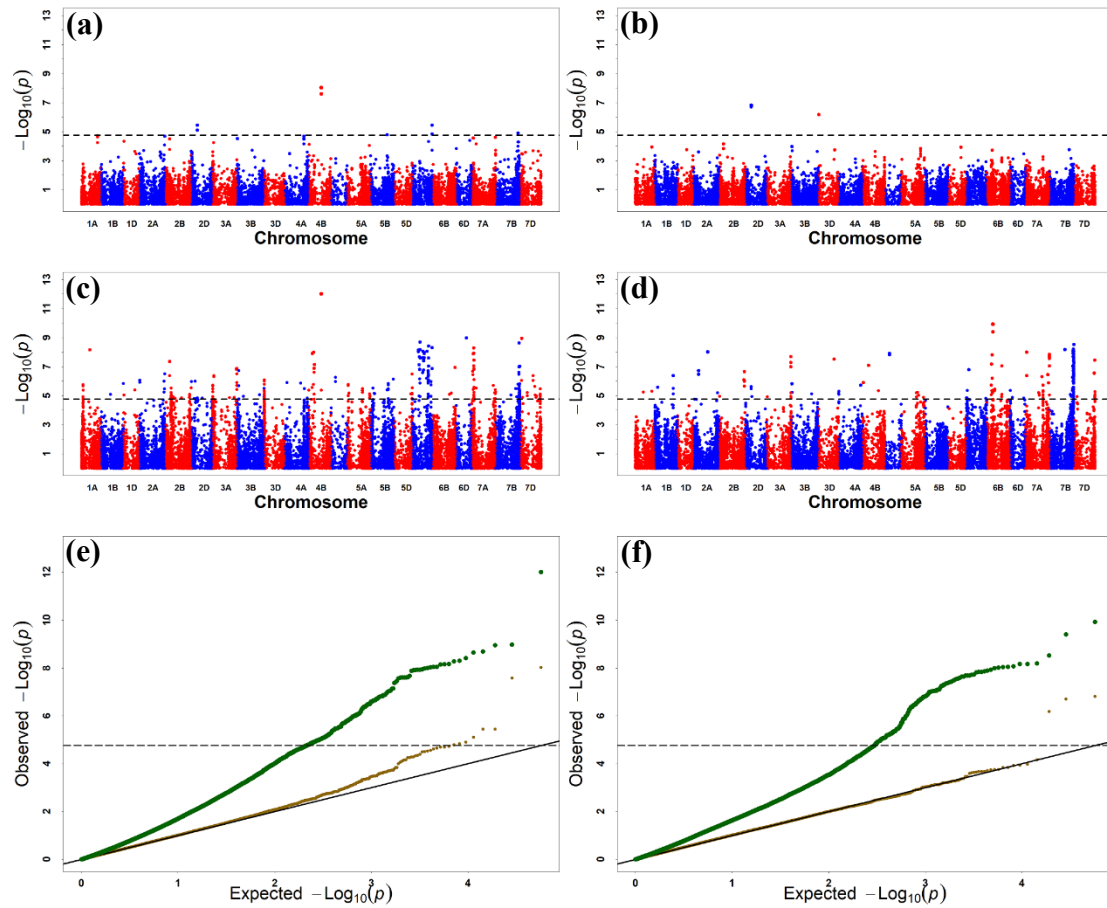 (a)
− Log10(p)
13
11
9
7
5
3
1
1A 1B 1D 2A 2B 2D 3A 3B 3D 4A 4B 5A 5B 5D 6B 6D 7A 7B 7D
Chromosome
(b)
− Log10(p)
13
11
9
7
5
3
1
1A 1B 1D 2A 2B 2D 3A 3B 3D 4A 4B 5A 5B 5D 6B 6D 7A 7B 7D
Chromosome
(c)
− Log10(p)
13
11
9
7
5
3
1
1A 1B 1D 2A 2B 2D 3A 3B 3D 4A 4B 5A 5B 5D 6B 6D 7A 7B 7D
Chromosome
(d)
− Log10(p)
13
11
9
7
5
3
1
1A 1B 1D 2A 2B 2D 3A 3B 3D 4A 4B 5A 5B 5D 6B 6D 7A 7B 7D
Chromosome
(e)
Observed −Log10(p)
12
10
8
6
4
2
0
0 1 2 3 4
Expected −Log10(p)
(f)
Observed −Log10(p)
12
10
8
6
4
2
0
0 1 2 3 4
Expected −Log10(p)